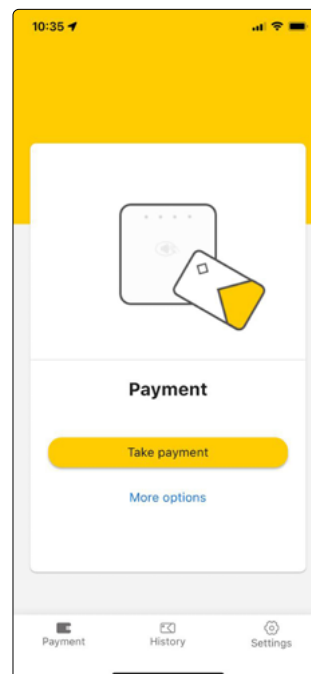 10:35
Payment
Take payment
More options
Payment
History
Settings